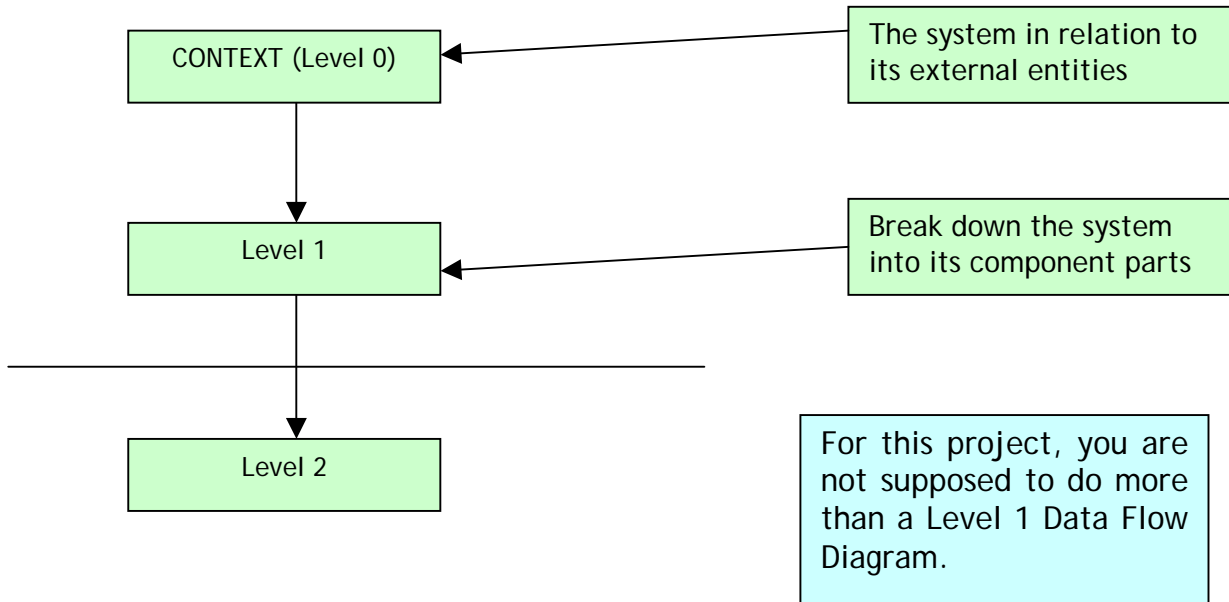 CONTEXT (Level 0)
The system in relation to
its external entities
Level 1
Break down the system
into its component parts
Level 2
For this project, you are
not supposed to do more
than a Level 1 Data Flow
Diagram.